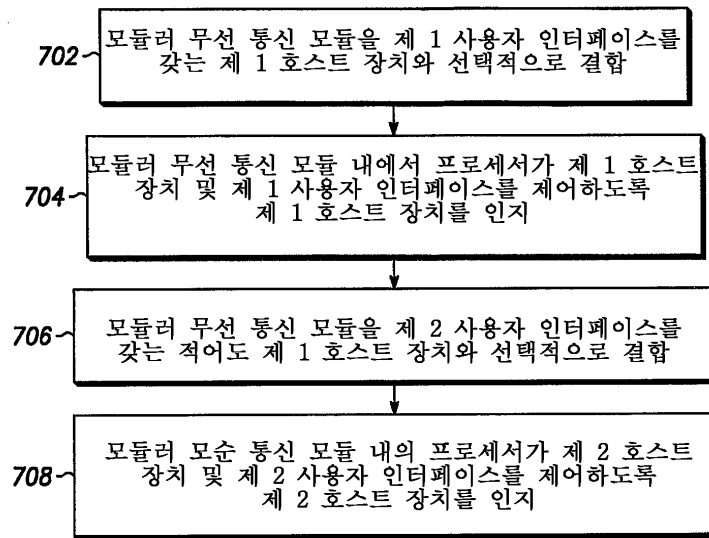 702
모듈러 무선 통신 모듈을 제 1 사용자 인터페이스를
갖는 제 1 호스트 장치와 선택적으로 결합
704
모듈러 무선 통신 모듈 내에서 프로세서가 제 1 호스트
장치 및 제 1 사용자 인터페이스를 제어하도록
제 1 호스트 장치를 인지
706
모듈러 무선 통신 모듈을 제 2 사용자 인터페이스를
갖는 적어도 제 1 호스트 장치와 선택적으로 결합
708
모듈러 모순 통신 모듈 내의 프로세서가 제 2 호스트
장치 및 제 2 사용자 인터페이스를 제어하도록
제 2 호스트 장치를 인지